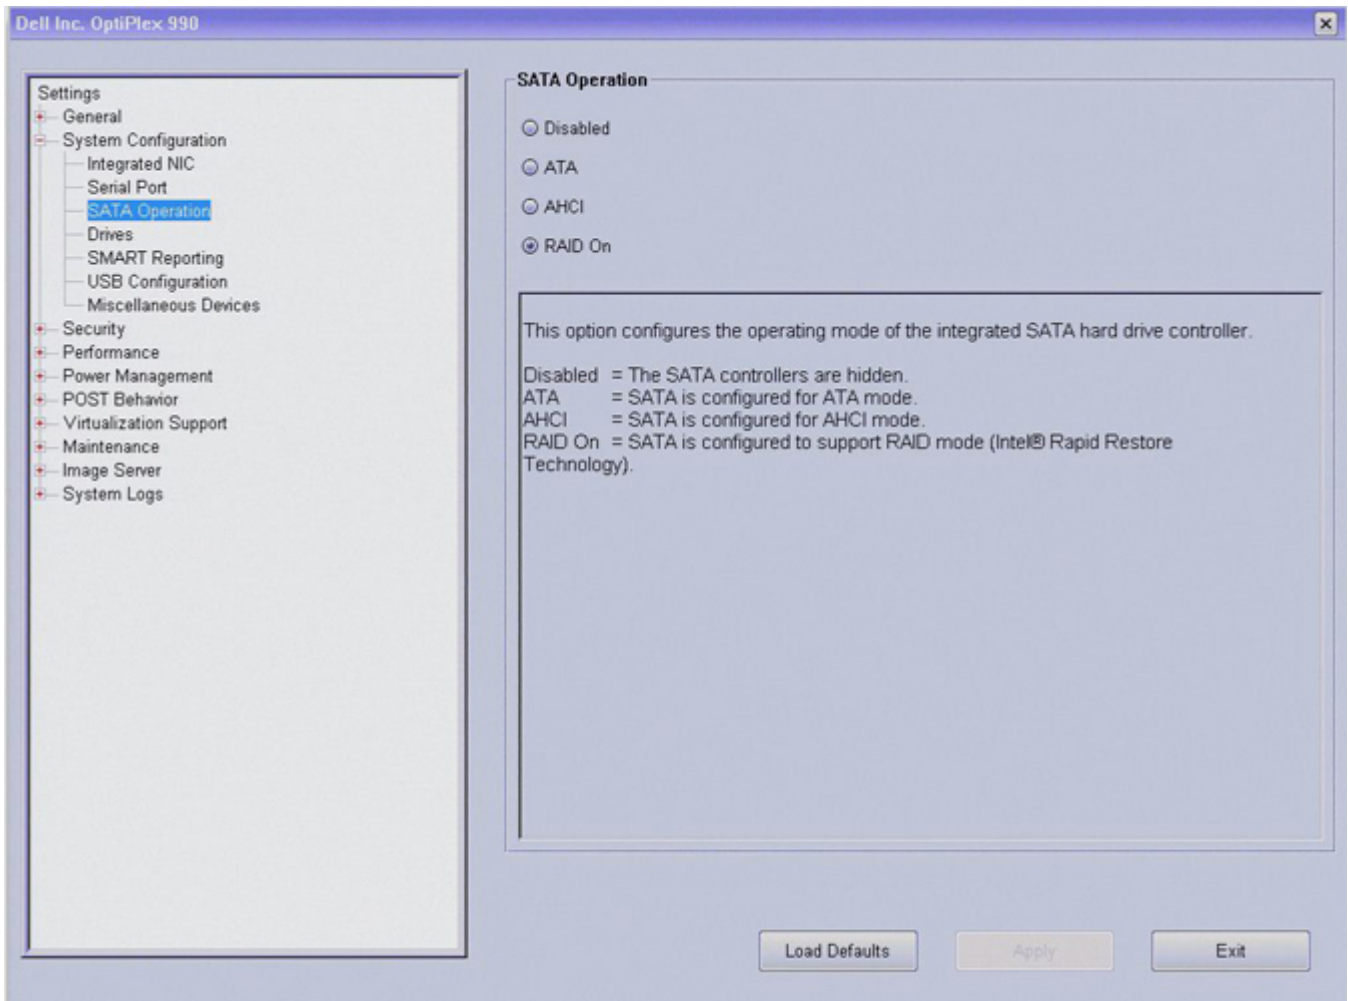 Dell Inc. OptiPlex 990
Settings
General
System Configuration
Integrated NIC
Serial Port
SATA Operation
Drives
SMART Reporting
USB Configuration
Miscellaneous Devices
Security
Performance
Power Management
POST Behavior
Virtualization Support
Maintenance
Image Server
System Logs
SATA Operation
Disabled
ATA
AHCI
RAID On
This option configures the operating mode of the integrated SATA hard drive controller.
Disabled = The SATA controllers are hidden.
ATA = SATA is configured for ATA mode.
AHCI = SATA is configured for AHCI mode.
RAID On = SATA is configured to support RAID mode (Intel® Rapid Restore
Technology).
Load Defaults
Apply
Exit